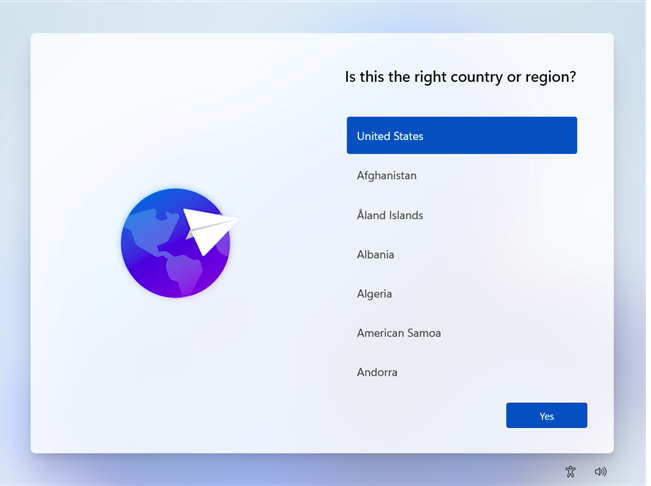 Is this the right country or region?
United States
Afghanistan
Åland Islands
Albania
Algeria
American Samoa
Andorra
Yes